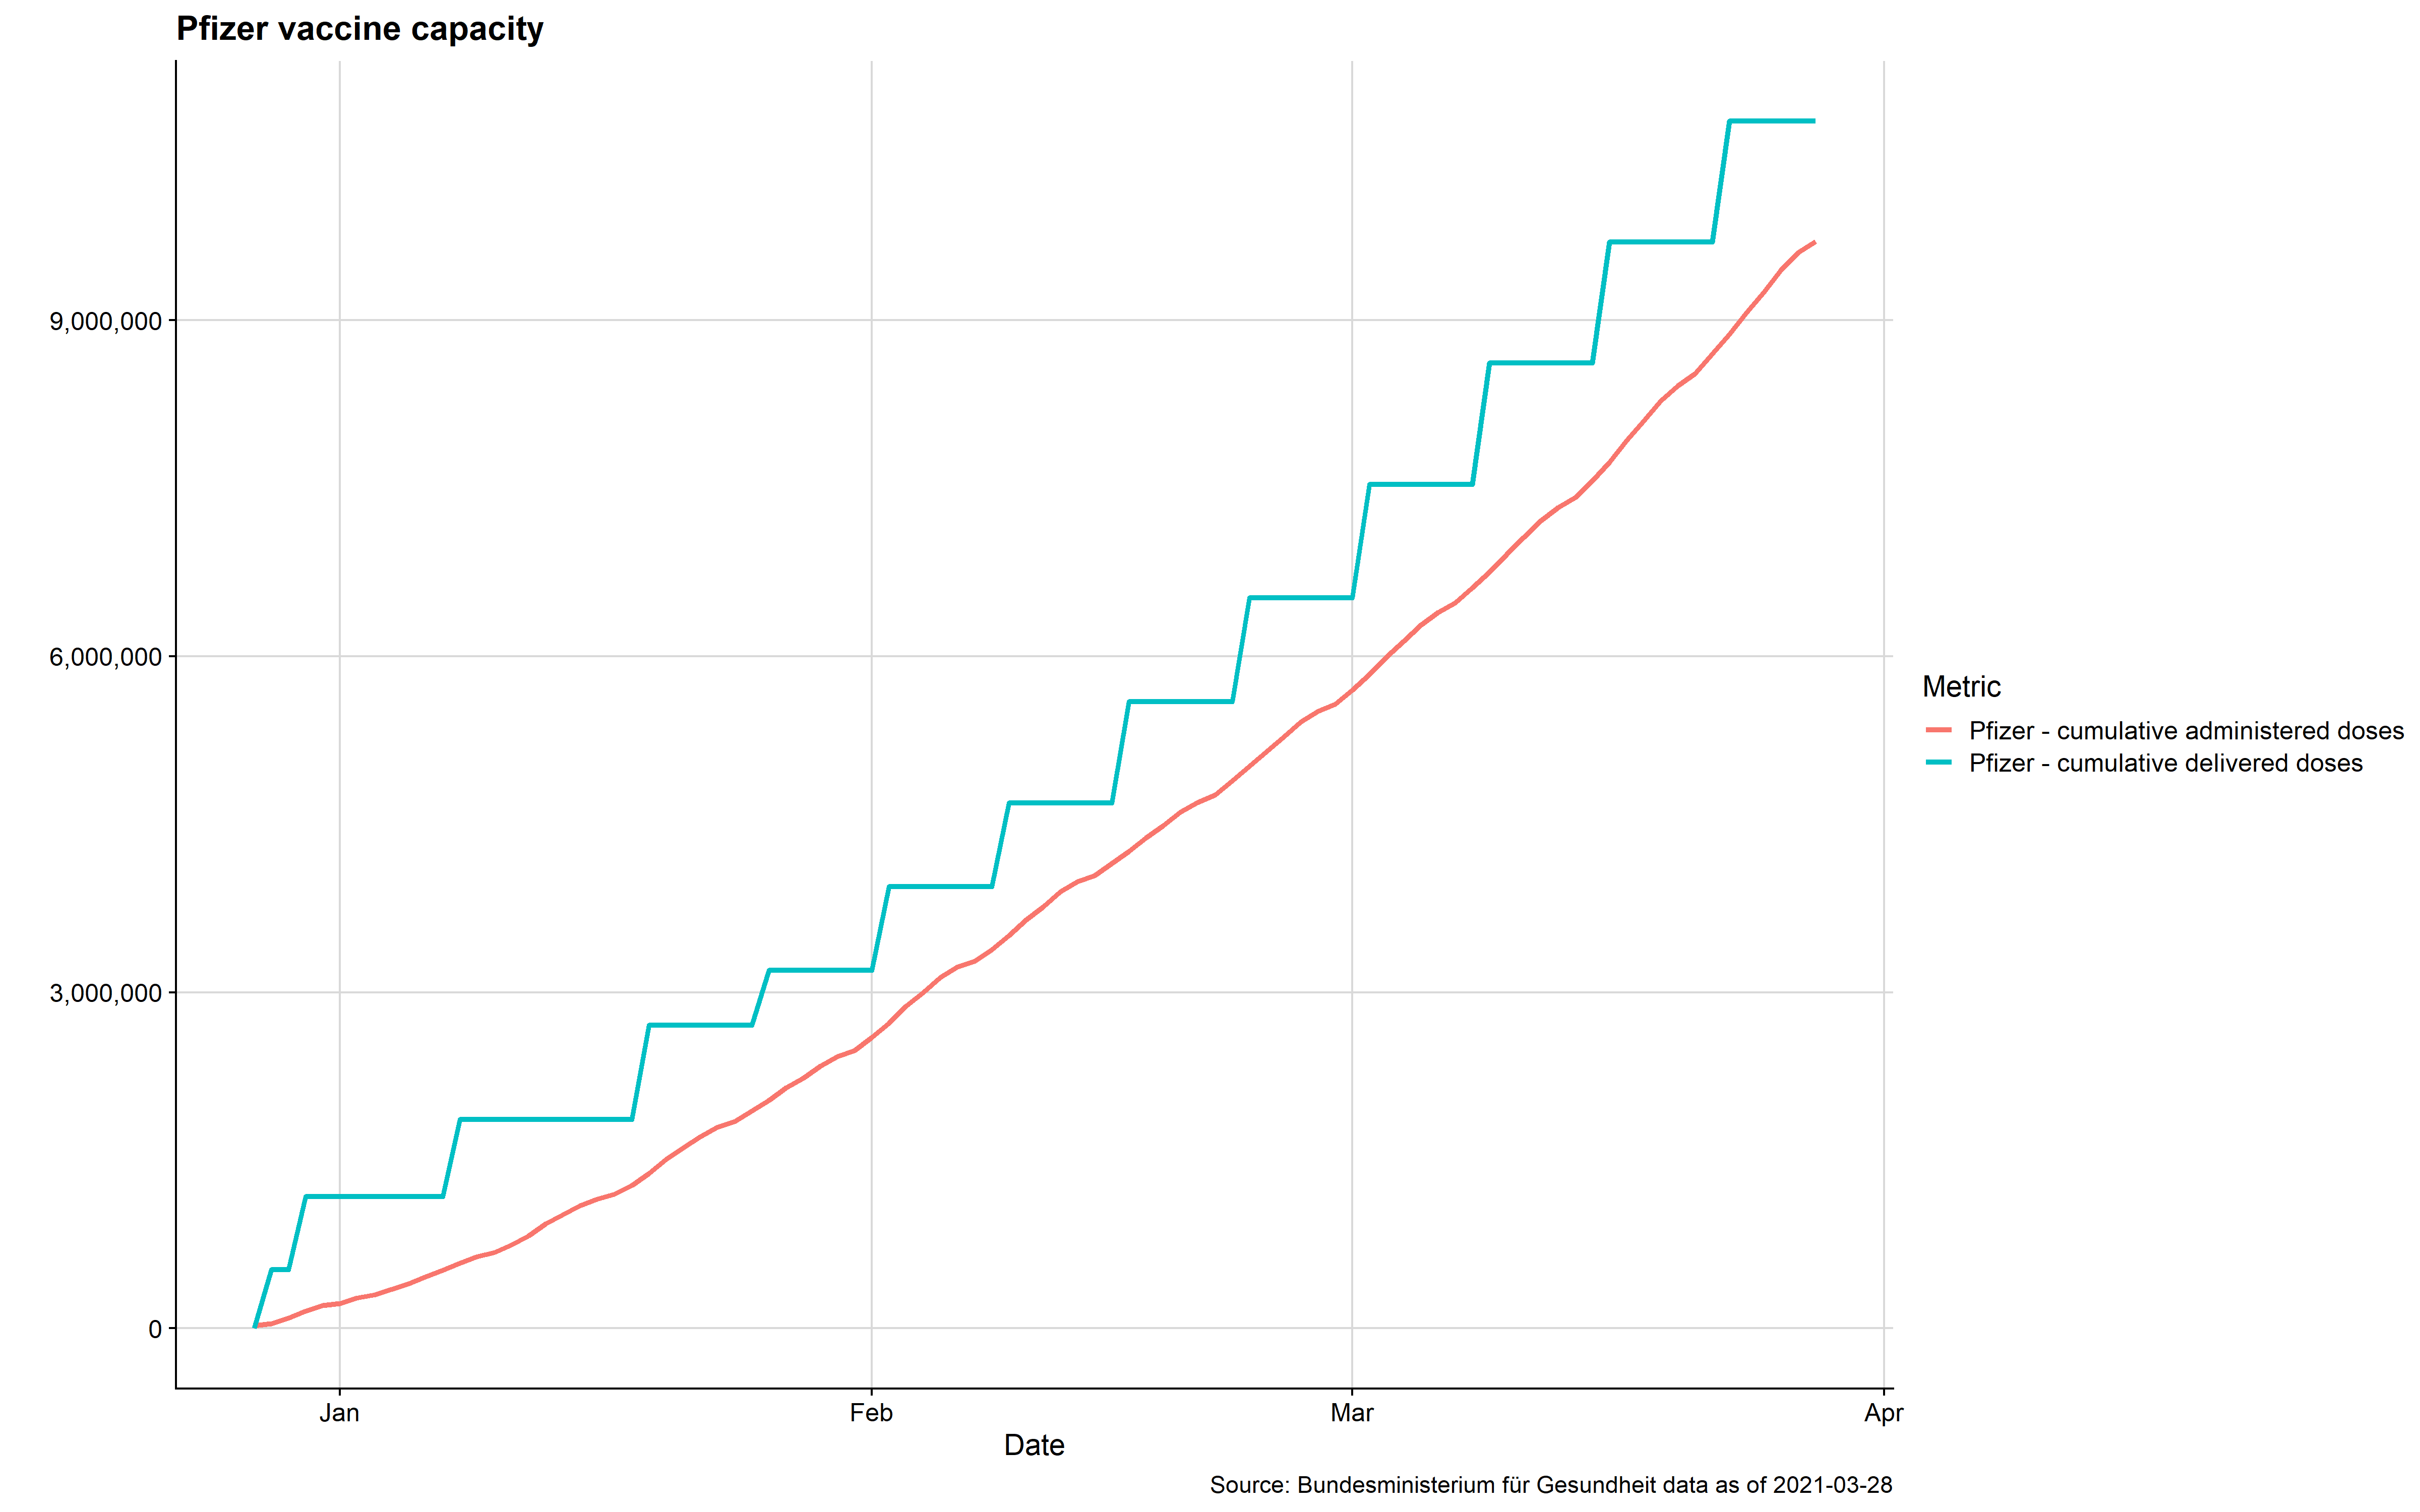 Pfizer vaccine capacity
9,000,000
6,000,000
3,000,000
0
Jan Feb Mar Apr
Date
Metric
Pfizer - cumulative administered doses
Pfizer - cumulative delivered doses
Source: Bundesministerium für Gesundheit data as of 2021-03-28